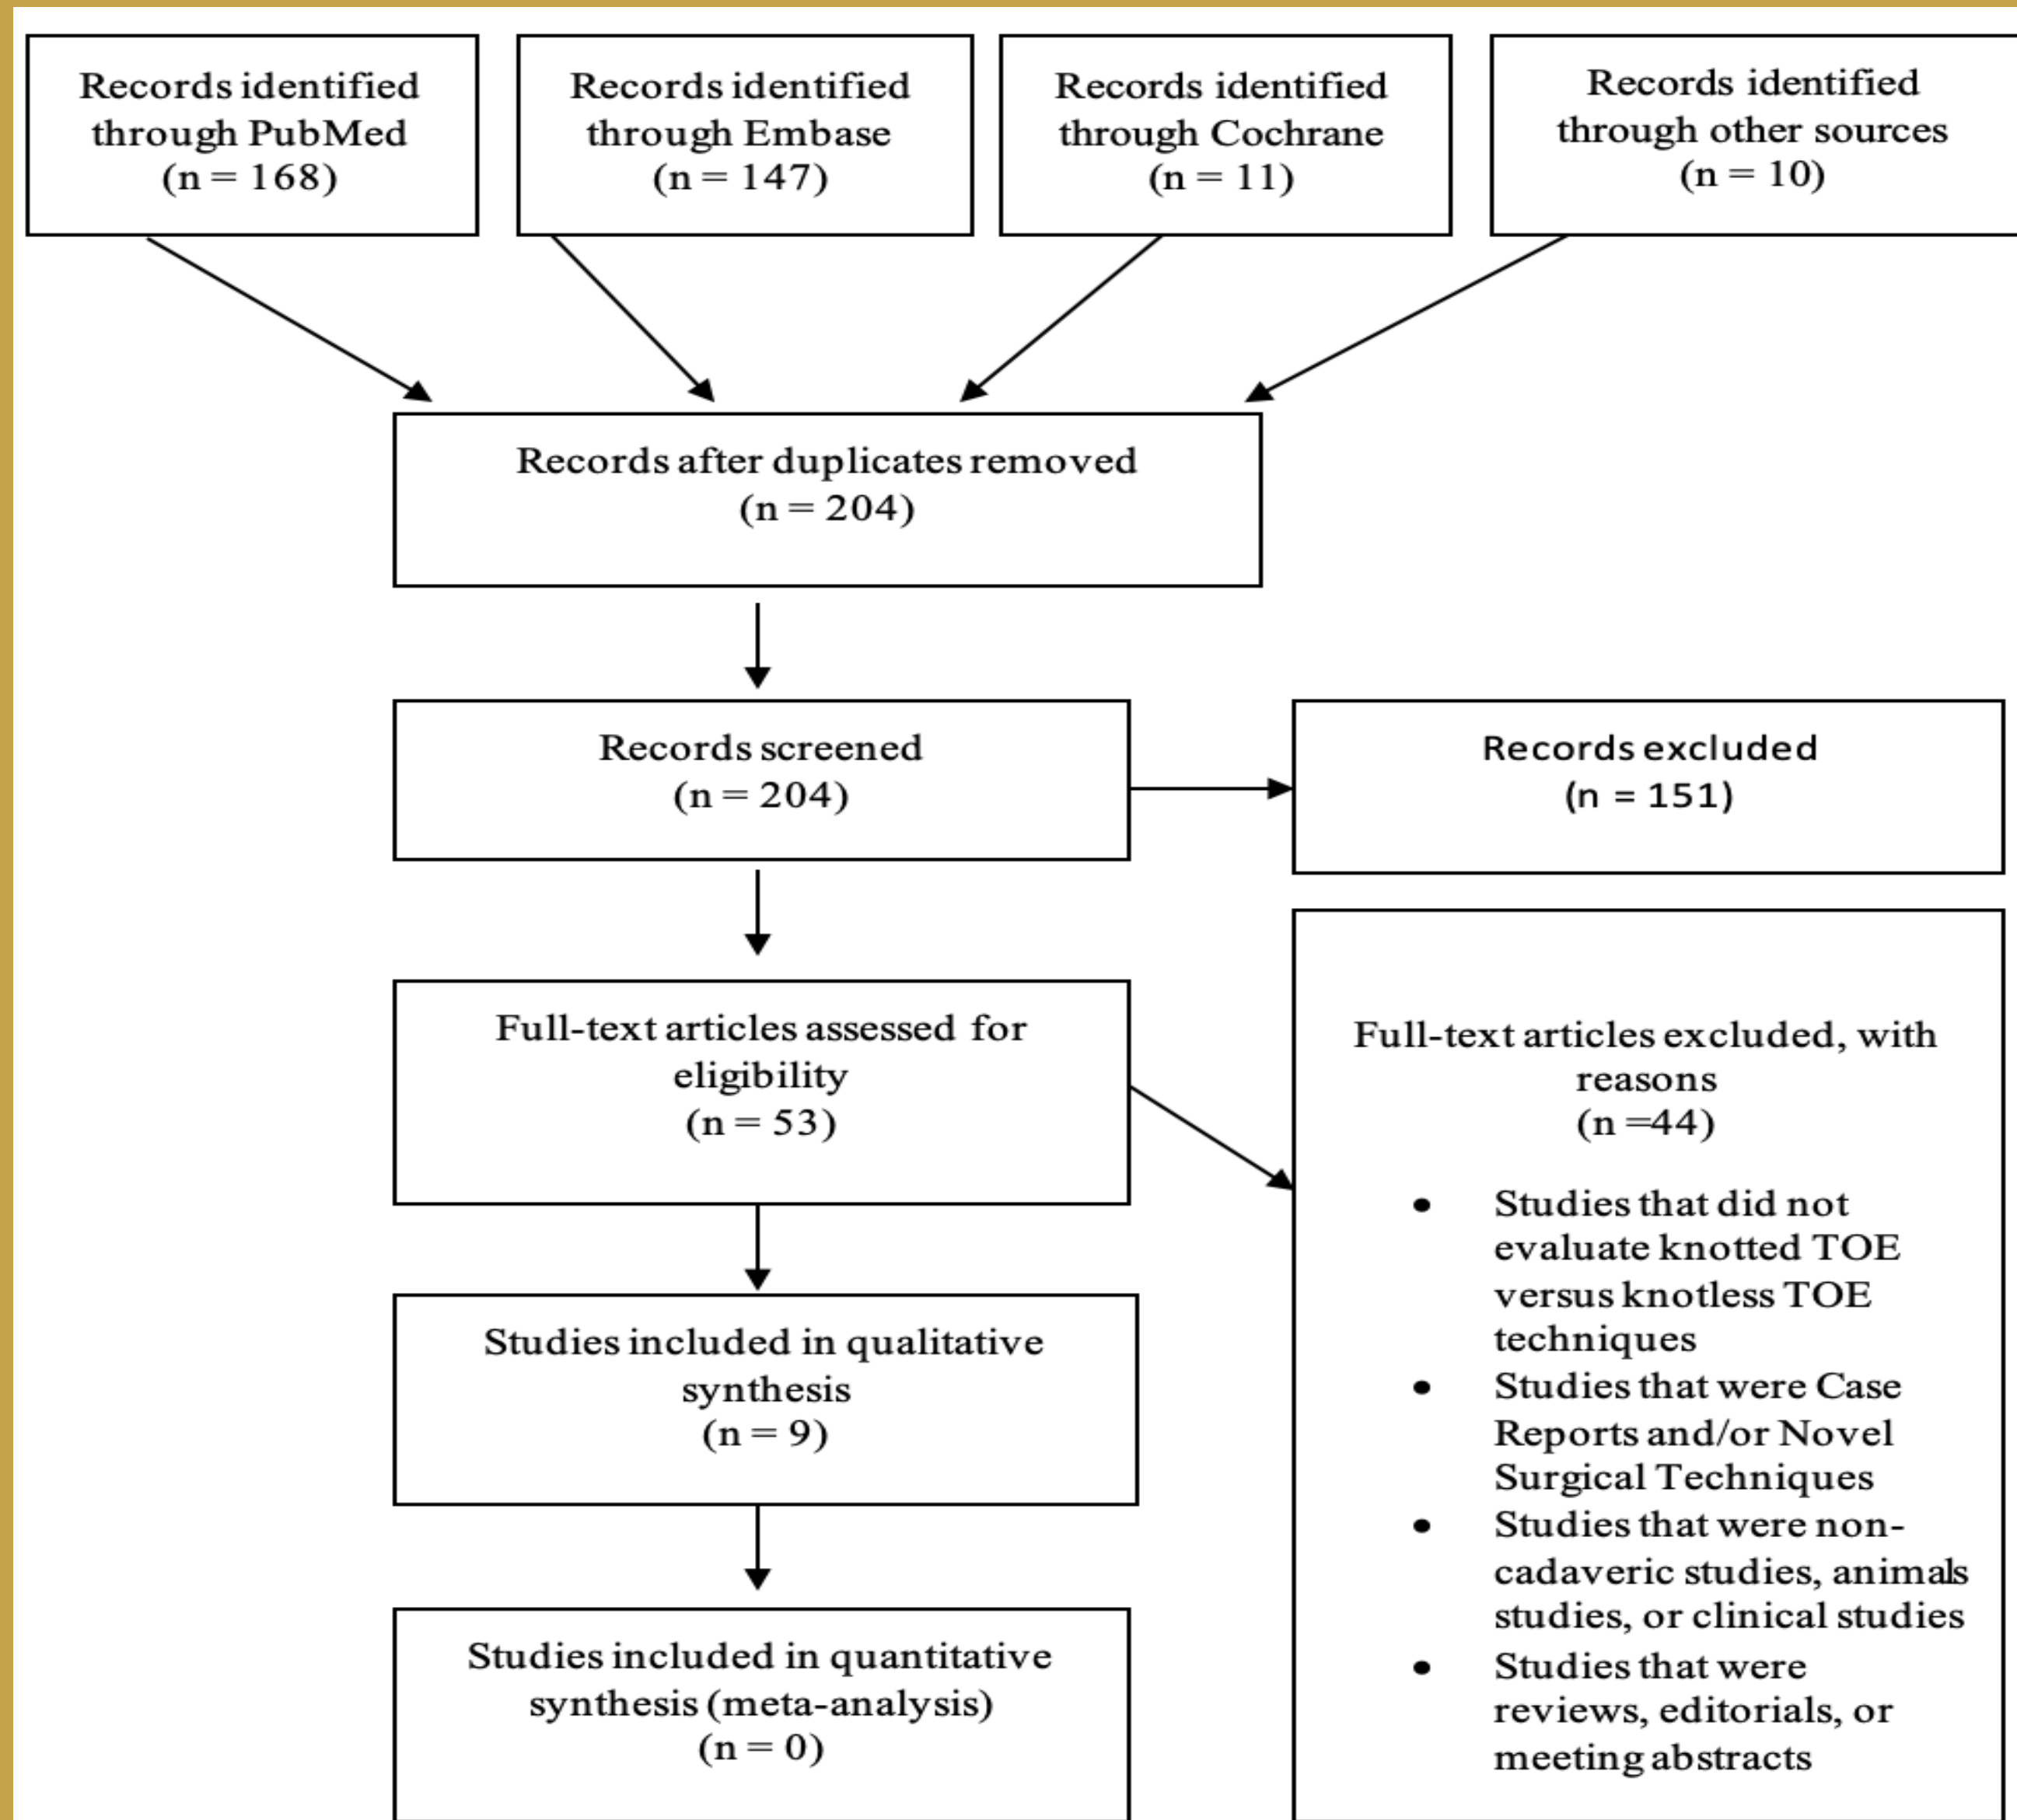 Records identified
through PubMed
(n = 168)
Records identified
through Embase
(n = 147)
Records identified
through Cochrane
(n = 11)
Records identified
through other sources
(n = 10)
Records after duplicates removed
(n = 204)
Records screened
(n = 204)
Records excluded
(n = 151)
Full-text articles assessed for
eligibility
(n = 53)
Full-text articles excluded, with
reasons
(n =44)
• Studies that did not
evaluate knotted TOE
versus knotless TOE
techniques
• Studies that were Case
Reports and/or Novel
Surgical Techniques
• Studies that were non-
cadaveric studies, animals
studies, or clinical studies
• Studies that were
reviews, editorials, or
meeting abstracts
Studies included in qualitative
synthesis
(n = 9)
Studies included in quantitative
synthesis (meta-analysis)
(n = 0)